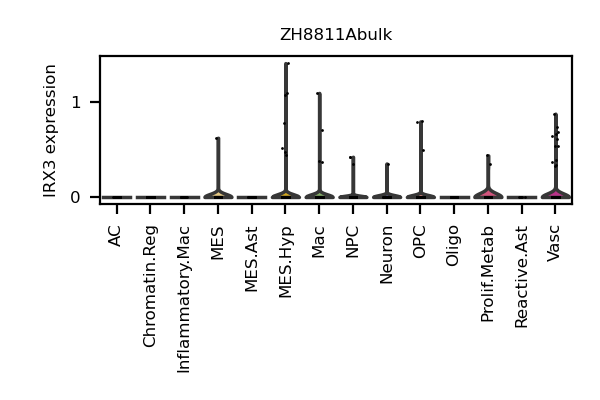 ZH8811Abulk
IRX3 expression
1
0
AC
Chromatin.Reg
Inflammatory.Mac
MES
MES.Ast
MES.Hyp
Mac
NPC
Neuron
OPC
Oligo
Prolif.Metab
Reactive.Ast
Vasc